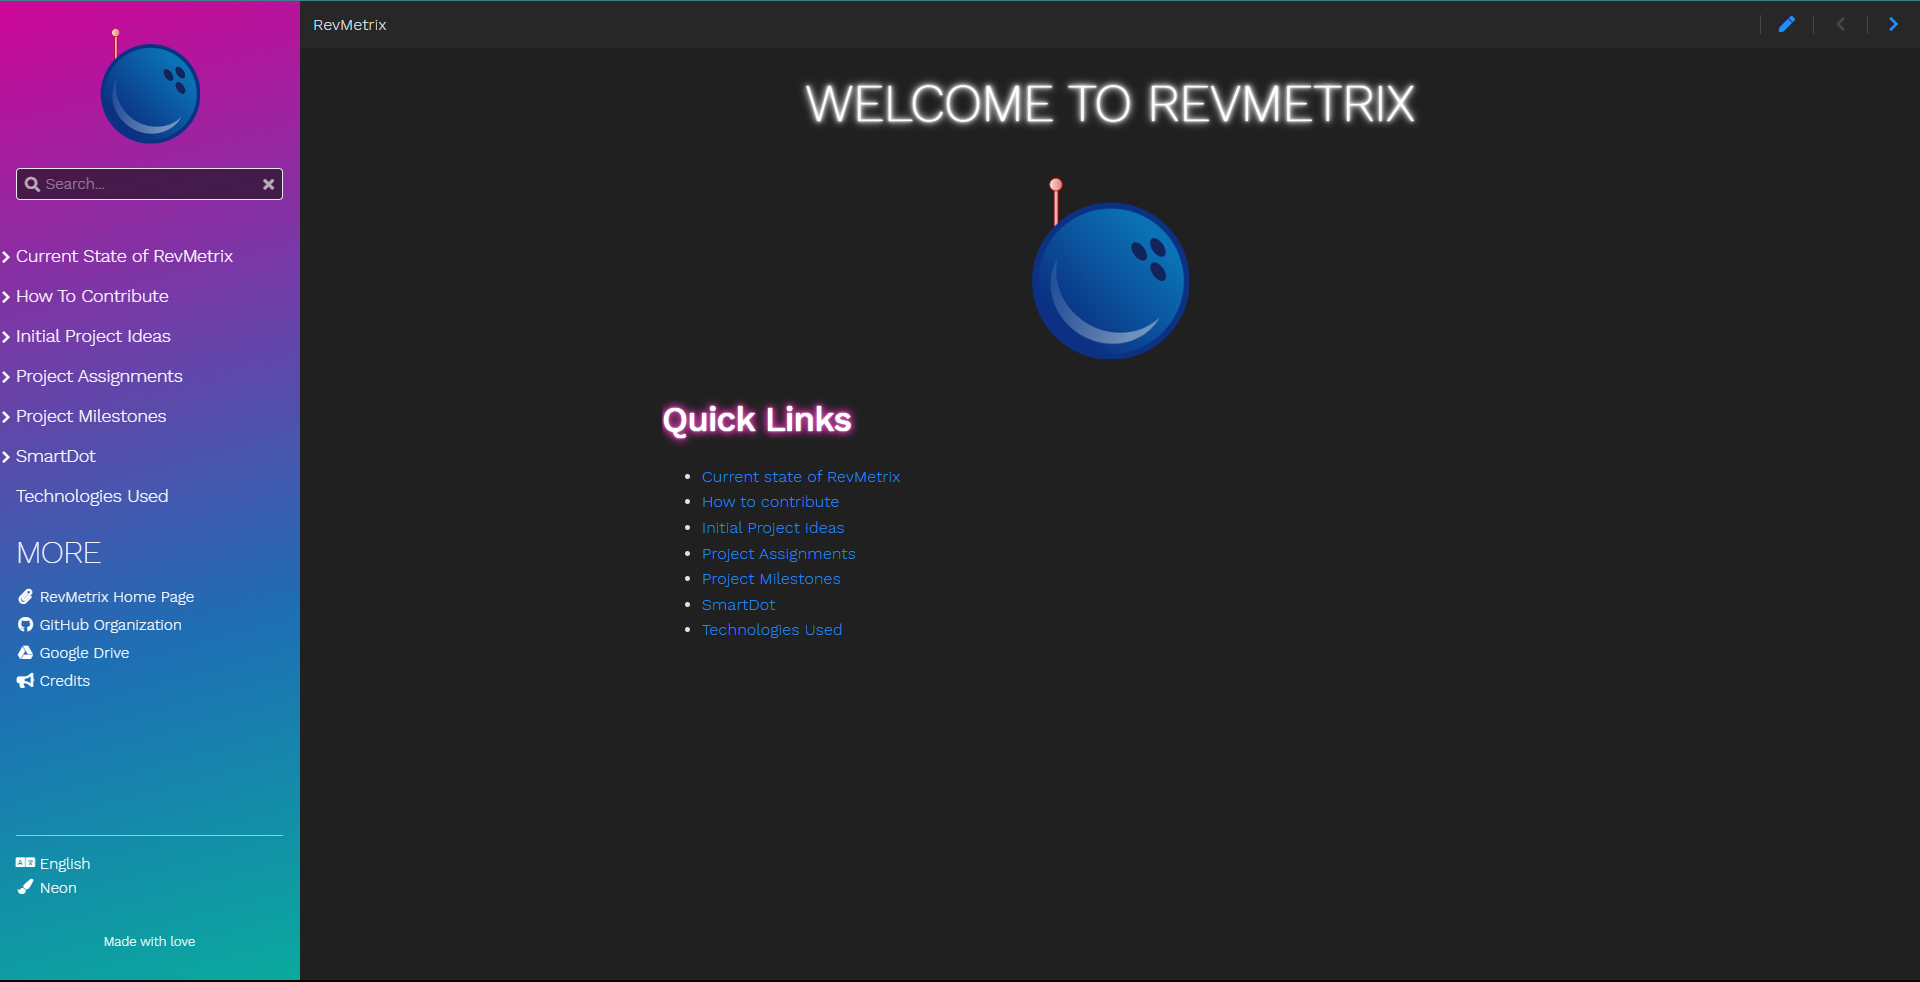 RevMetrix
Search...
Current State of RevMetrix
How To Contribute
Initial Project Ideas
Project Assignments
Project Milestones
SmartDot
Technologies Used
MORE
RevMetrix Home Page
GitHub Organization
Google Drive
Credits
English
Neon
Made with love
WELCOME TO REVMETRIX
Quick Links
Current state of RevMetrix
How to contribute
Initial Project Ideas
Project Assignments
Project Milestones
SmartDot
Technologies Used